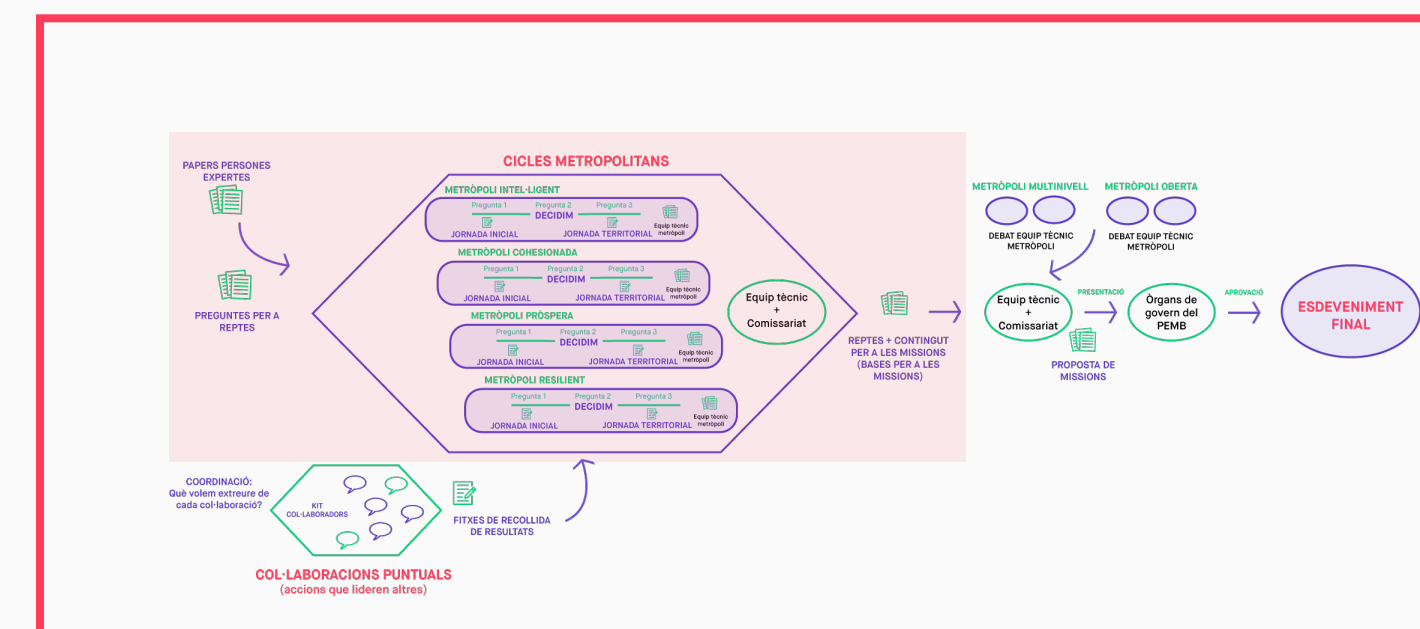 PAPERS PERSONES
EXPERTES
PREGUNTES PER A
REPTES
CICLES METROPOLITANS
METRÒPOLI INTEL·LIGENT
Pregunta 1
Pregunta 2
Pregunta 3
DECIDIM
JORNADA INICIAL
JORNADA TERRITORIAL
Equip tècnic
metròpoli
METRÒPOLI COHESIONADA
Pregunta 1
Pregunta 2
Pregunta 3
DECIDIM
JORNADA INICIAL
JORNADA TERRITORIAL
Equip tècnic
metròpoli
METRÒPOLI PRÒSPERA
Pregunta 1
Pregunta 2
Pregunta 3
DECIDIM
JORNADA INICIAL
JORNADA TERRITORIAL
Equip tècnic
metròpoli
METRÒPOLI RESILIENT
Pregunta 1
Pregunta 2
Pregunta 3
DECIDIM
JORNADA INICIAL
JORNADA TERRITORIAL
Equip tècnic
metròpoli
Equip tècnic
+
Comissariat
REPTES + CONTINGUT
PER A LES MISSIONS
(BASES PER A LES
MISSIONS)
METRÒPOLI MULTINIVELL
DEBAT EQUIP TÈCNIC
METRÒPOLI
METRÒPOLI OBERTA
DEBAT EQUIP TÈCNIC
METRÒPOLI
Equip tècnic
+
Comissariat
PRESENTACIÓ
PROPOSTA DE
MISSIONS
Òrgans de
govern del
PEMB
APROVACIÓ
ESDEVENIMENT
FINAL
COORDINACIÓ:
Què volem extreure de
cada col·laboració?
KIT
COL·LABORADORS
FITXES DE RECOLLIDA
DE RESULTATS
COL·LABORACIONS PUNTUALS
(accions que lideren altres)